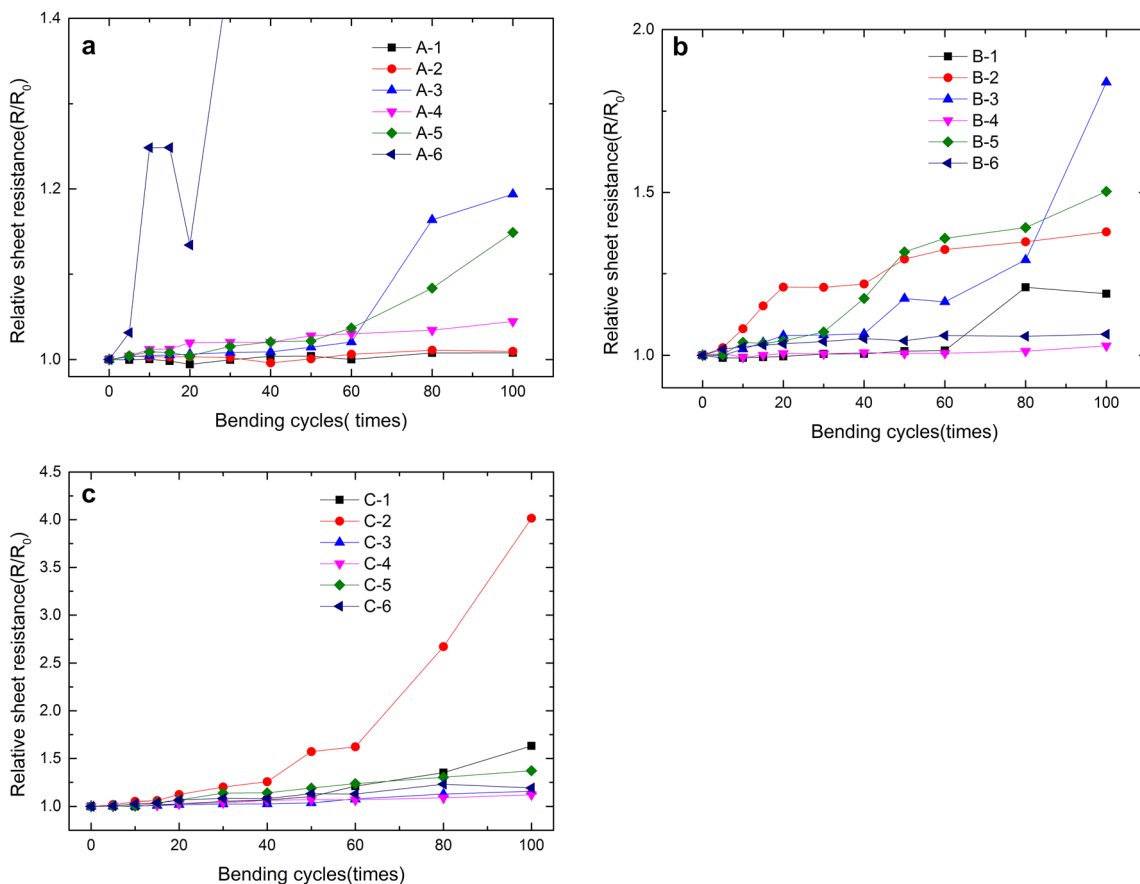 a
A-1
A-2
A-3
A-4
A-5
A-6
1.4
1.2
1.0
0 20 40 60 80 100
Relative sheet resistance(R/R0)
Bending cycles( times)
b
B-1
B-2
B-3
B-4
B-5
B-6
2.0
1.5
1.0
0 20 40 60 80 100
Relative sheet resistance(R/R0)
Bending cycles(times)
c
C-1
C-2
C-3
C-4
C-5
C-6
4.5
4.0
3.5
3.0
2.5
2.0
1.5
1.0
0 20 40 60 80 100
Relative sheet resistance(R/R0)
Bending cycles(times)